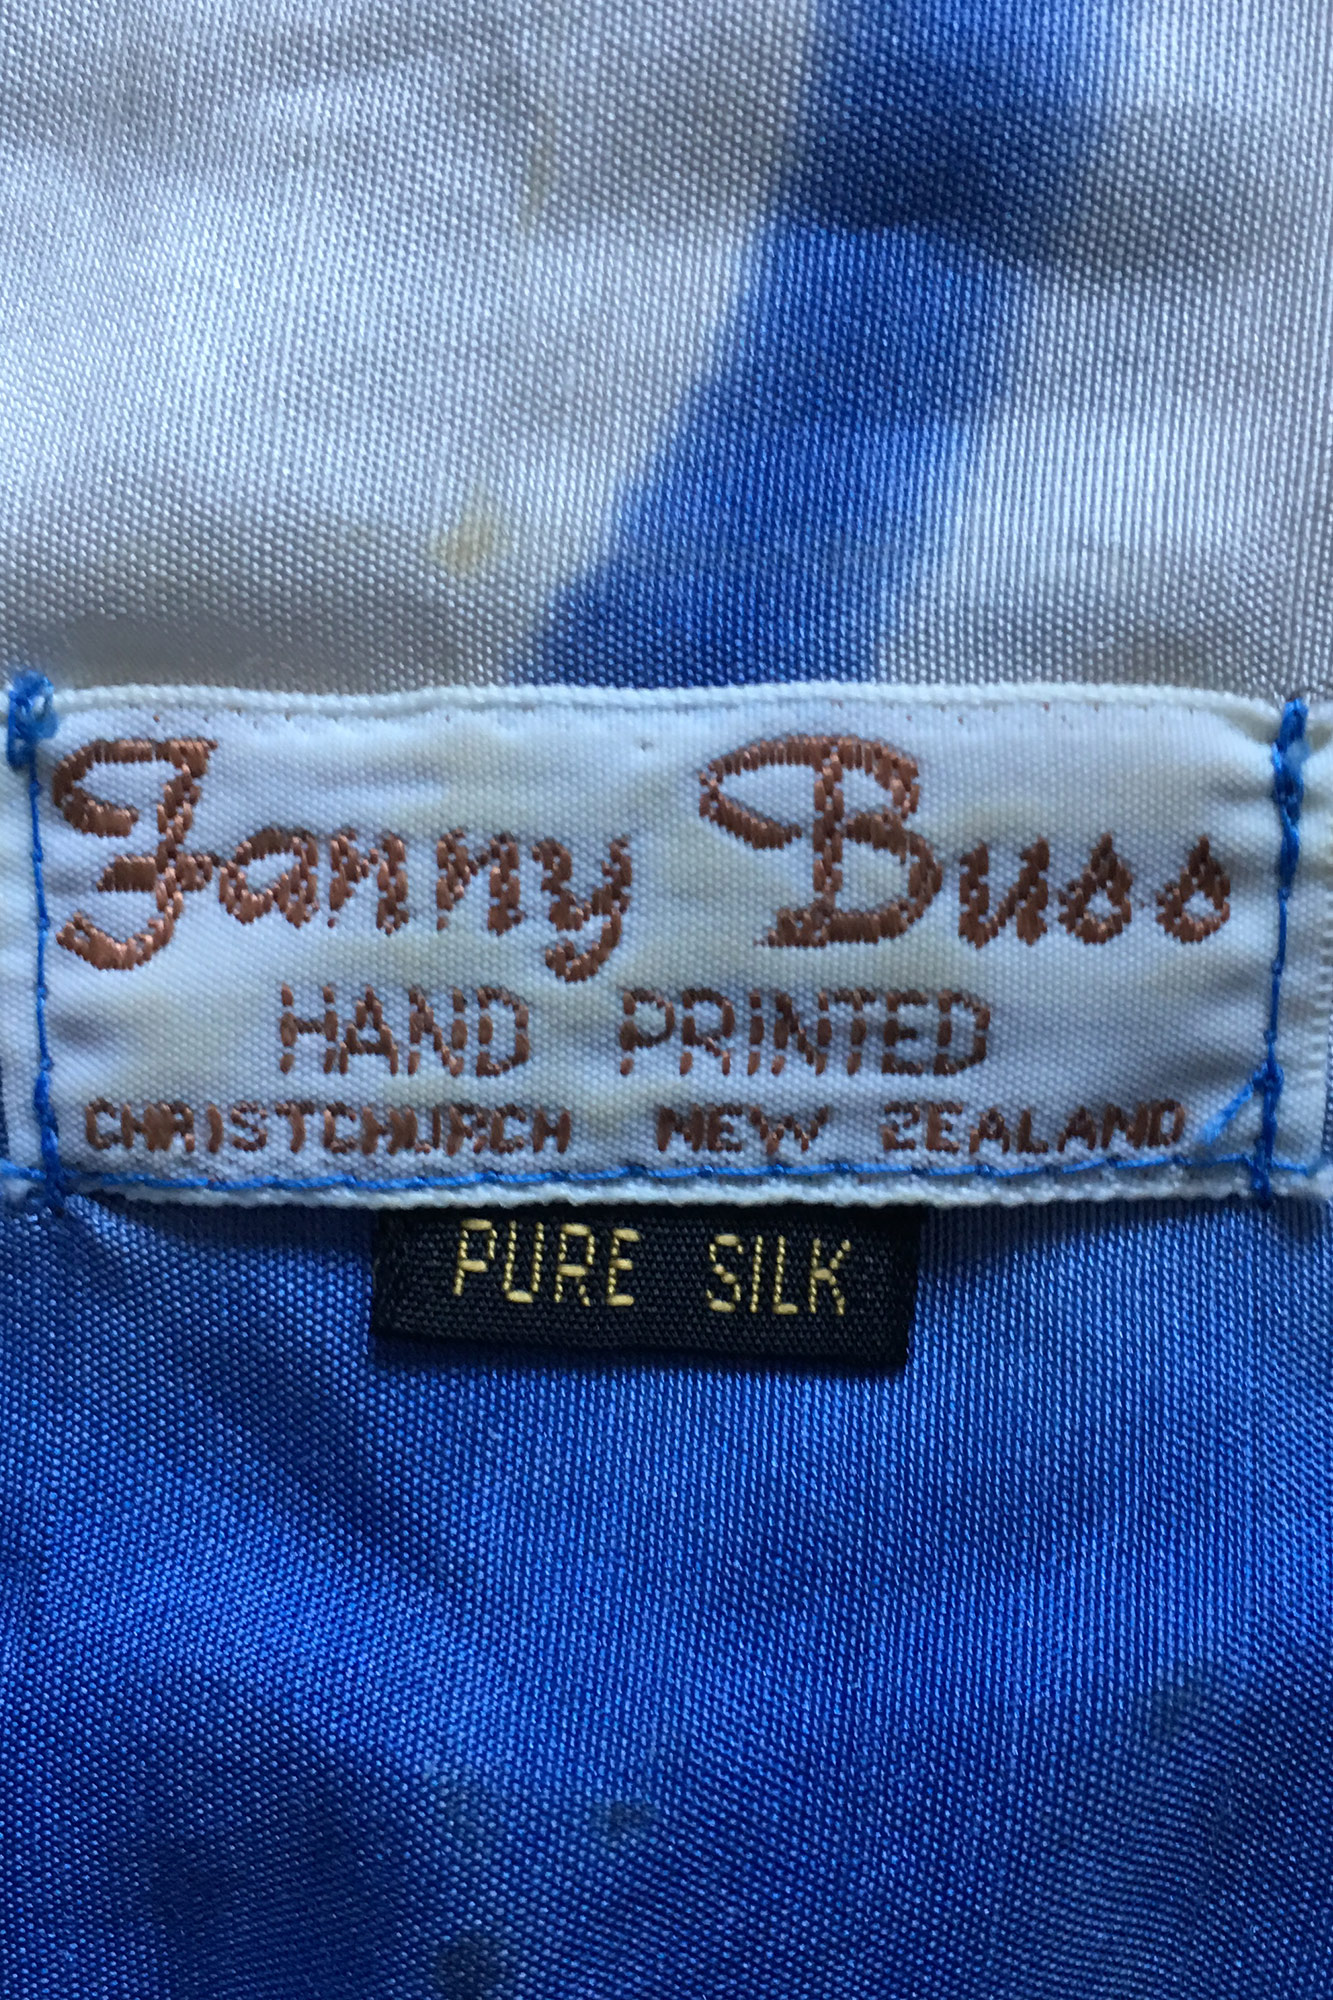 Fanny Buss
HAND PRINTED
CHRISTCHURCH NEW ZEALAND
PURE SILK